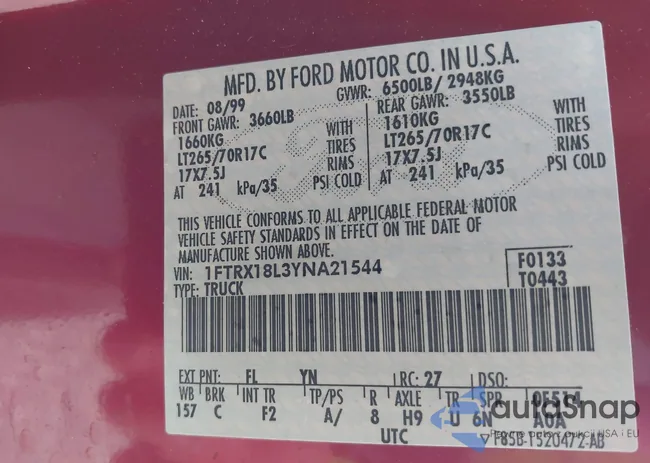 MFD. BY FORD MOTOR CO. IN U.S.A.
DATE: 08/99 GVWR: 6500LB/ 2948KG
FRONT GAWR: 3660LB REAR GAWR: 3550LB
1660KG WITH 1610KG WITH
LT265/70R17C TIRES LT265/70R17C TIRES
17X7.5J RIMS 17X7.5J RIMS
AT 241 kPa/35 PSI COLD AT 241 kPa/35 PSI COLD
THIS VEHICLE CONFORMS TO ALL APPLICABLE FEDERAL MOTOR
VEHICLE SAFETY STANDARDS IN EFFECT ON THE DATE OF
MANUFACTURE SHOWN ABOVE.
VIN: 1FTRX18L3YNA21544 F0133
TYPE: TRUCK T0443
EXT PNT: FL YN RC: 27 DSO:
WB BRK INT TR TP/PS R AXLE TR SPR 0F514
157 C F2 A/ 8 H9 U 6N A0A
UTC F85B-1520472-AB
autoSnap